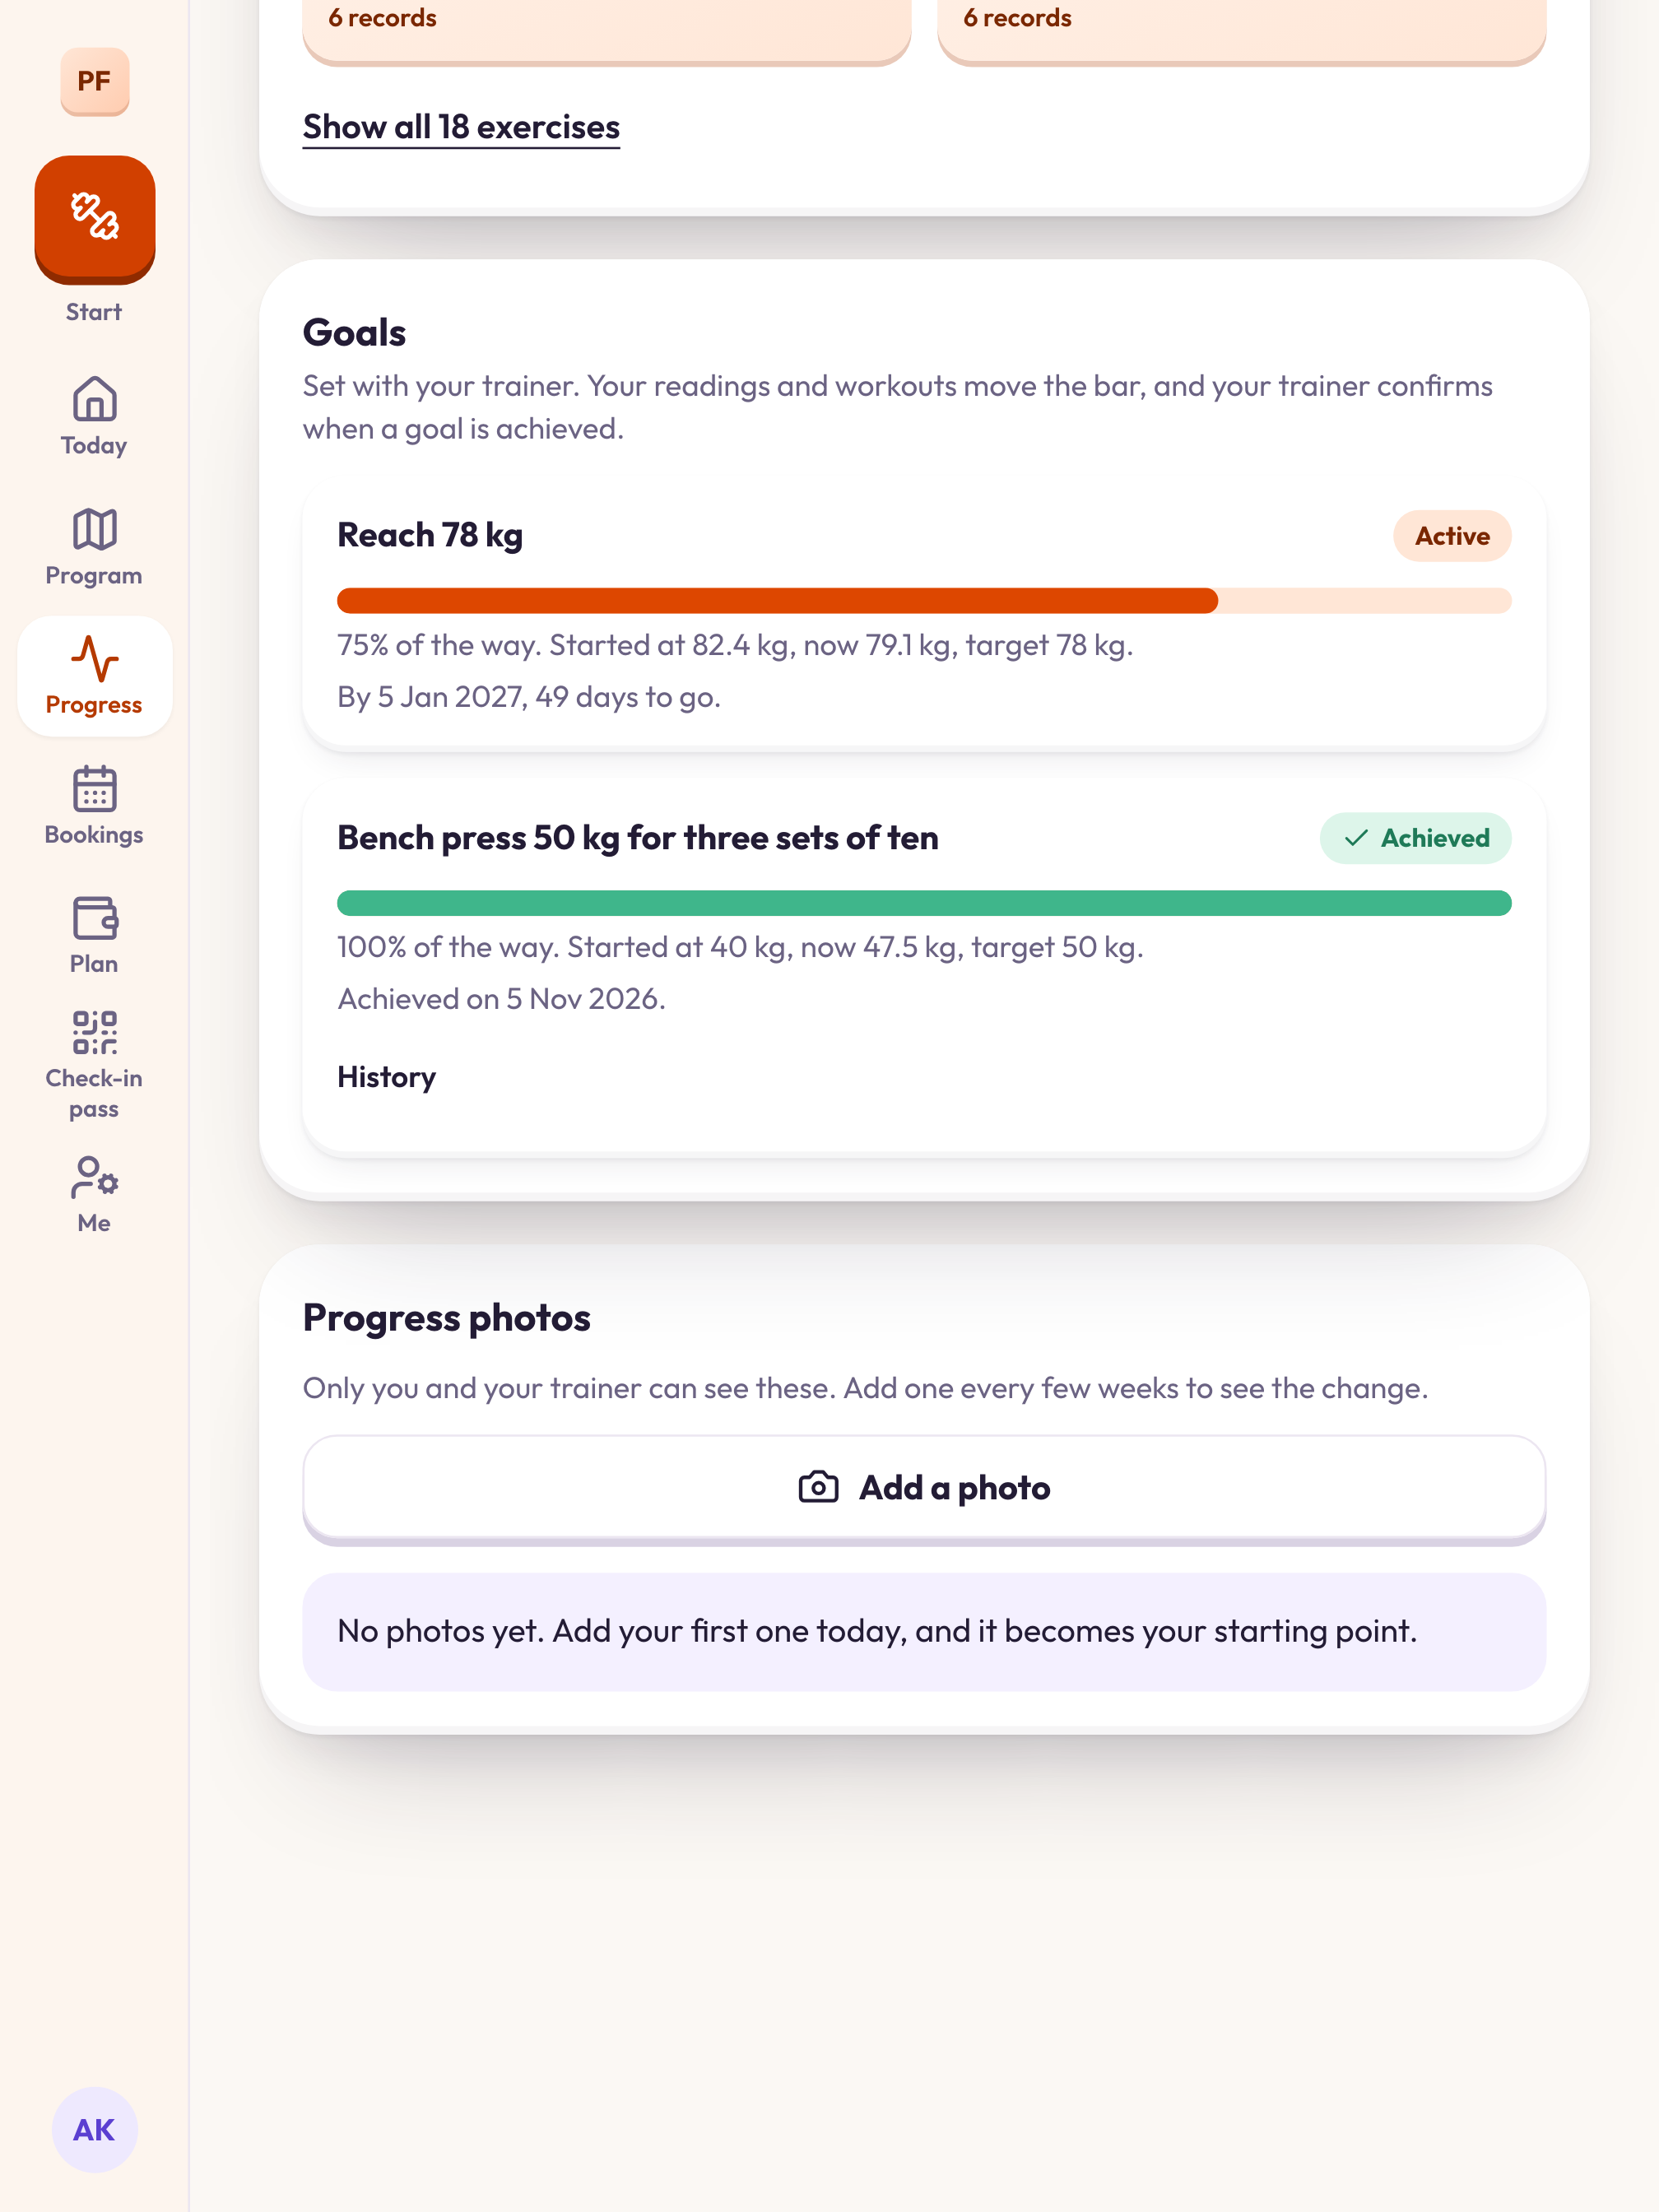 PF
Start
Today
Program
Progress
Bookings
Plan
Check-in
pass
Me
AK
6 records
6 records
Show all 18 exercises
Goals
Set with your trainer. Your readings and workouts move the bar, and your trainer confirms
when a goal is achieved.
Reach 78 kg
Active
75% of the way. Started at 82.4 kg, now 79.1 kg, target 78 kg.
By 5 Jan 2027, 49 days to go.
Bench press 50 kg for three sets of ten
Achieved
100% of the way. Started at 40 kg, now 47.5 kg, target 50 kg.
Achieved on 5 Nov 2026.
History
Progress photos
Only you and your trainer can see these. Add one every few weeks to see the change.
Add a photo
No photos yet. Add your first one today, and it becomes your starting point.